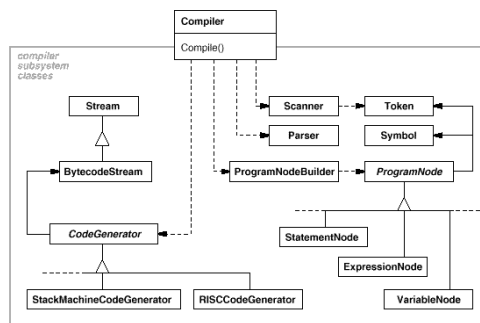 Compiler
Compile()
compiler
subsystem
classes
Stream
Scanner
Token
Parser
Symbol
BytecodeStream
ProgramNodeBuilder
ProgramNode
CodeGenerator
StatementNode
ExpressionNode
StackMachineCodeGenerator
RISCCodeGenerator
VariableNode